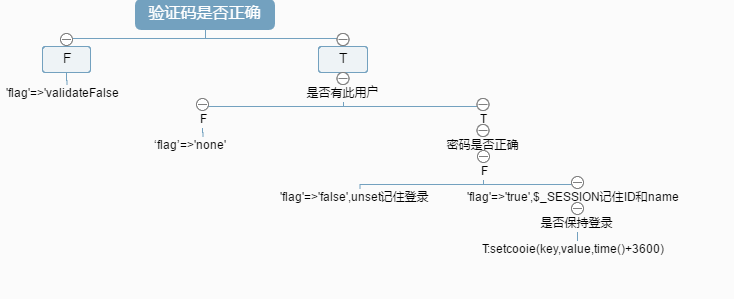 验证码是否正确
F
T
'flag'=>'validateFalse
是否有此用户
F
T
‘flag’=>'none'
密码是否正确
F
'flag'=>'false',unset记住登录
'flag'=>'true',$_SESSION记住ID和name
是否保持登录
T:setcooie(key,value,time()+3600)